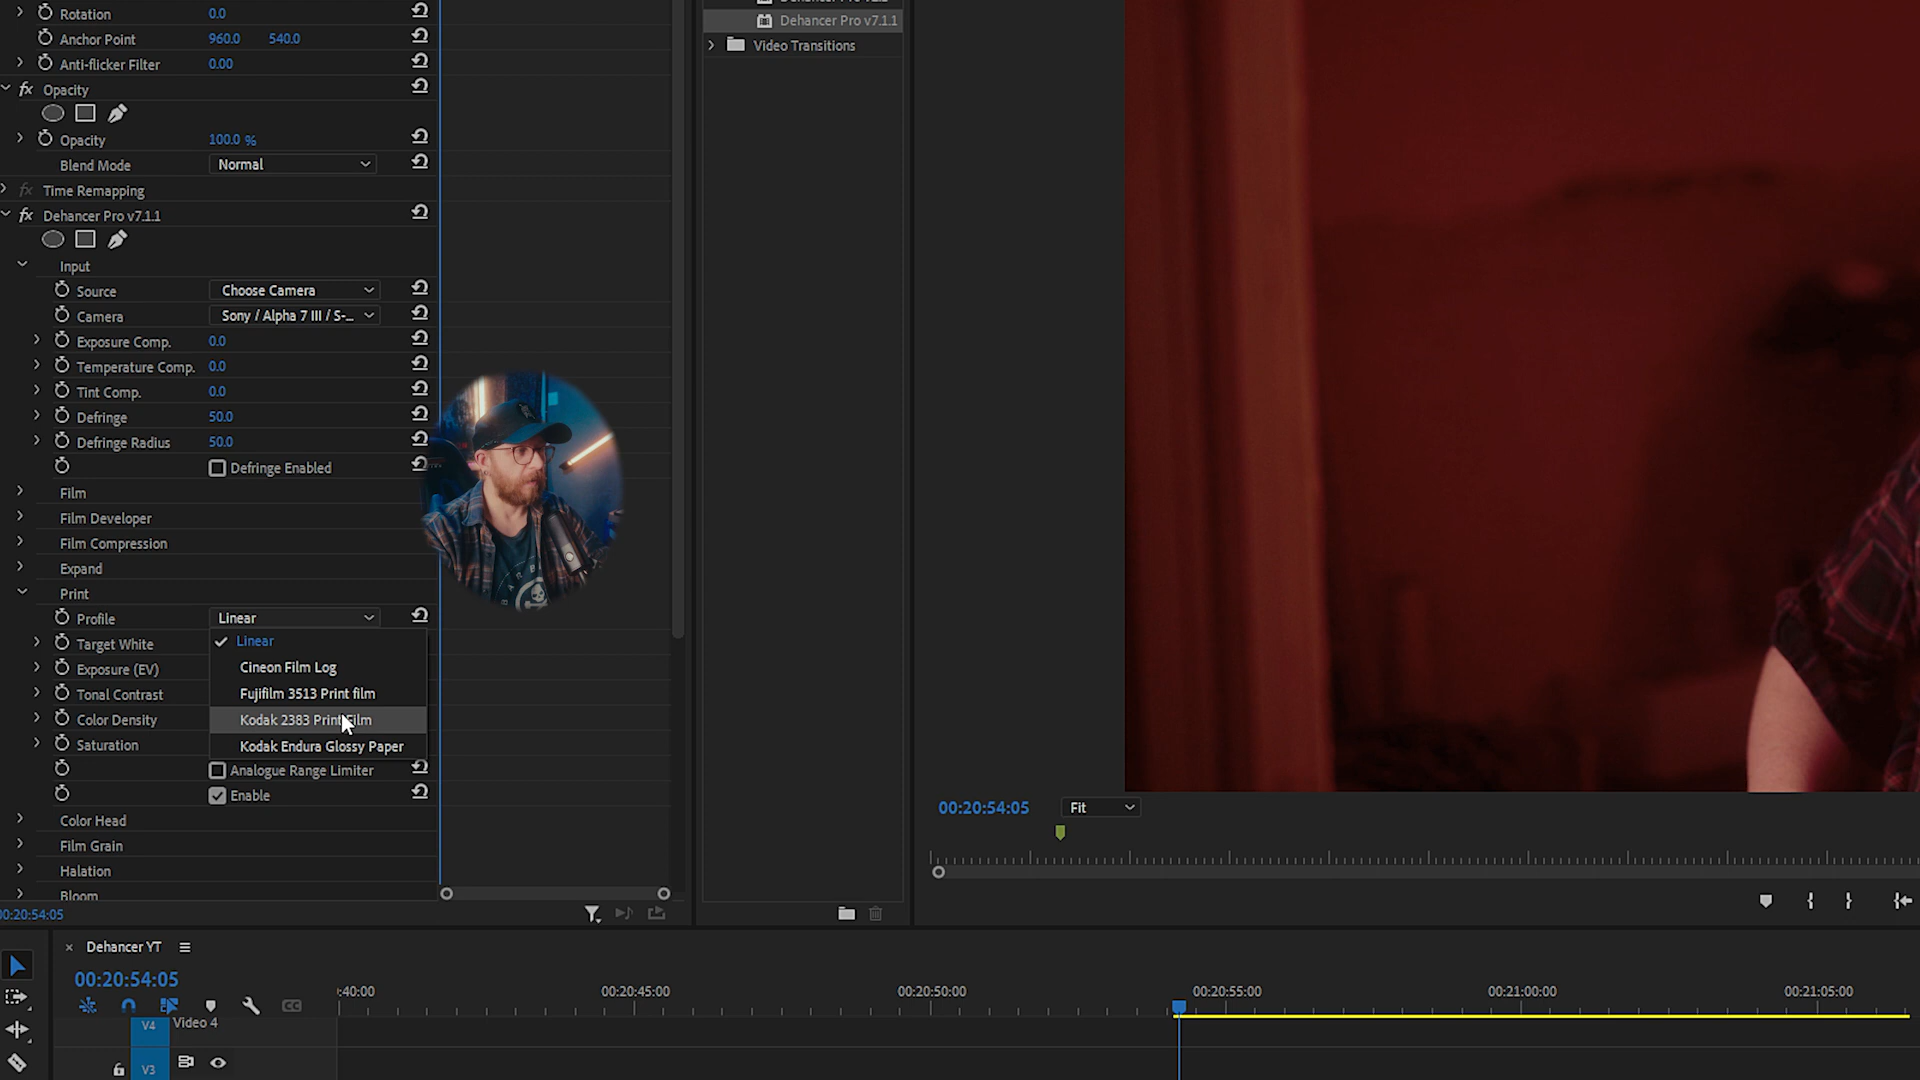 Rotation 0.0
Anchor Point 960.0 540.0
Anti-flicker Filter 0.00
fx Opacity
Opacity 100.0 %
Blend Mode Normal
fx Time Remapping
fx Dehancer Pro v7.1.1
Input
Source Choose Camera
Camera Sony / Alpha 7 III / S-...
Exposure Comp. 0.0
Temperature Comp. 0.0
Tint Comp. 0.0
Defringe 50.0
Defringe Radius 50.0
Defringe Enabled
Film
Film Developer
Film Compression
Expand
Print
Profile Linear
Target White
Exposure (EV)
Tonal Contrast
Color Density
Saturation
Linear
Cineon Film Log
Fujifilm 3513 Print film
Kodak 2383 Print Film
Kodak Endura Glossy Paper
Analogue Range Limiter
Enable
Color Head
Film Grain
Halation
Bloom
00:20:54:05
Dehancer Pro v7.1.1
Video Transitions
00:20:54:05 Fit
× Dehancer YT
00:20:54:05
:40:00 00:20:45:00 00:20:50:00 00:20:55:00 00:21:00:00 00:21:05:00
V4 Video 4
V3